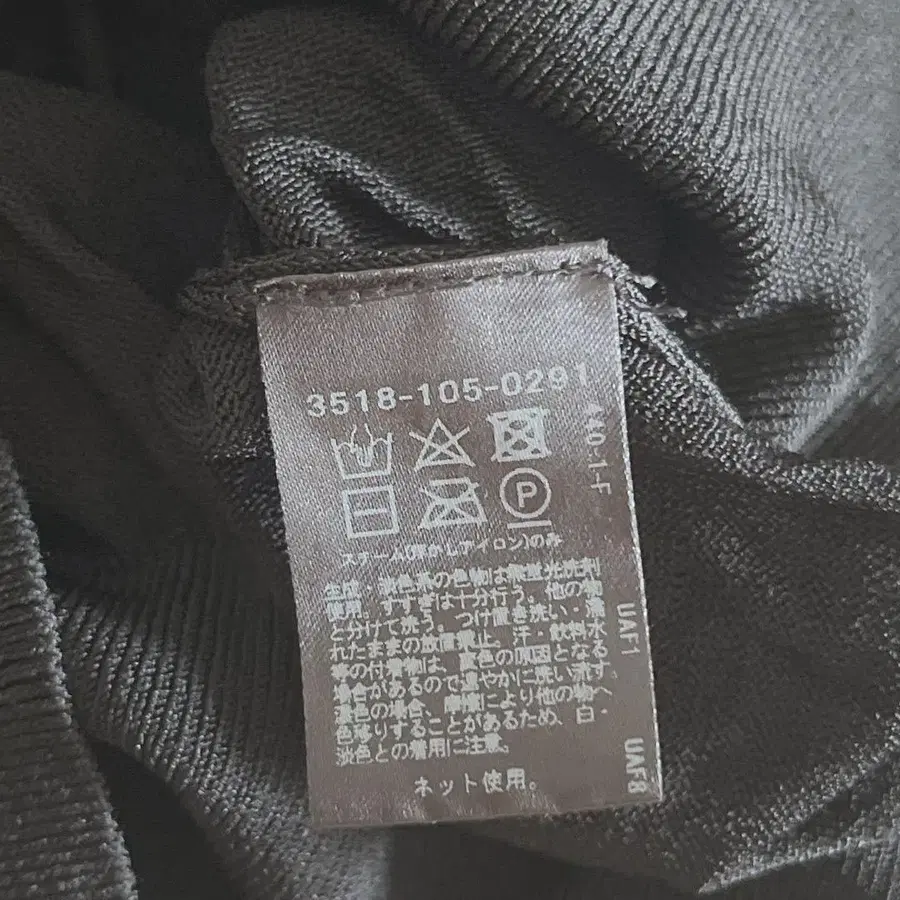 3518-105-0291
P
スチーム(浮かしアイロン)のみ
生成・淡色系の色物は無蛍光洗剤
使用。すすぎは十分行う。他の物
と分けて洗う。つけ置き洗い・濡
れたままの放置禁止。汗・飲料水
等の付着物は、変色の原因となる
場合があるので速やかに洗い流す。
濃色の場合、摩擦により他の物へ
色移りすることがあるため、白・
淡色との着用に注意。
ネット使用。
UAF1
UAF8